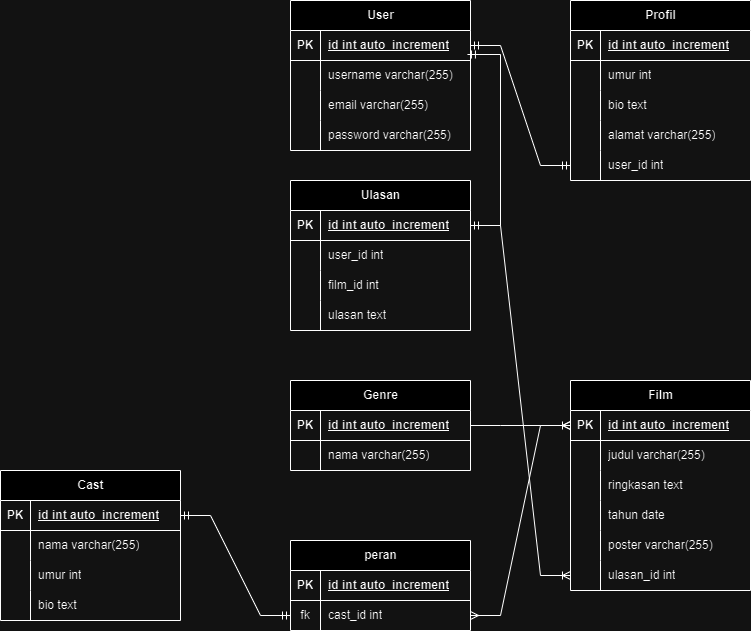 User
PK id int auto_increment
username varchar(255)
email varchar(255)
password varchar(255)
Profil
PK id int auto_increment
umur int
bio text
alamat varchar(255)
user_id int
Ulasan
PK id int auto_increment
user_id int
film_id int
ulasan text
Genre
PK id int auto_increment
nama varchar(255)
Film
PK id int auto_increment
judul varchar(255)
ringkasan text
tahun date
poster varchar(255)
ulasan_id int
Cast
PK id int auto_increment
nama varchar(255)
umur int
bio text
peran
PK id int auto_increment
fk cast_id int